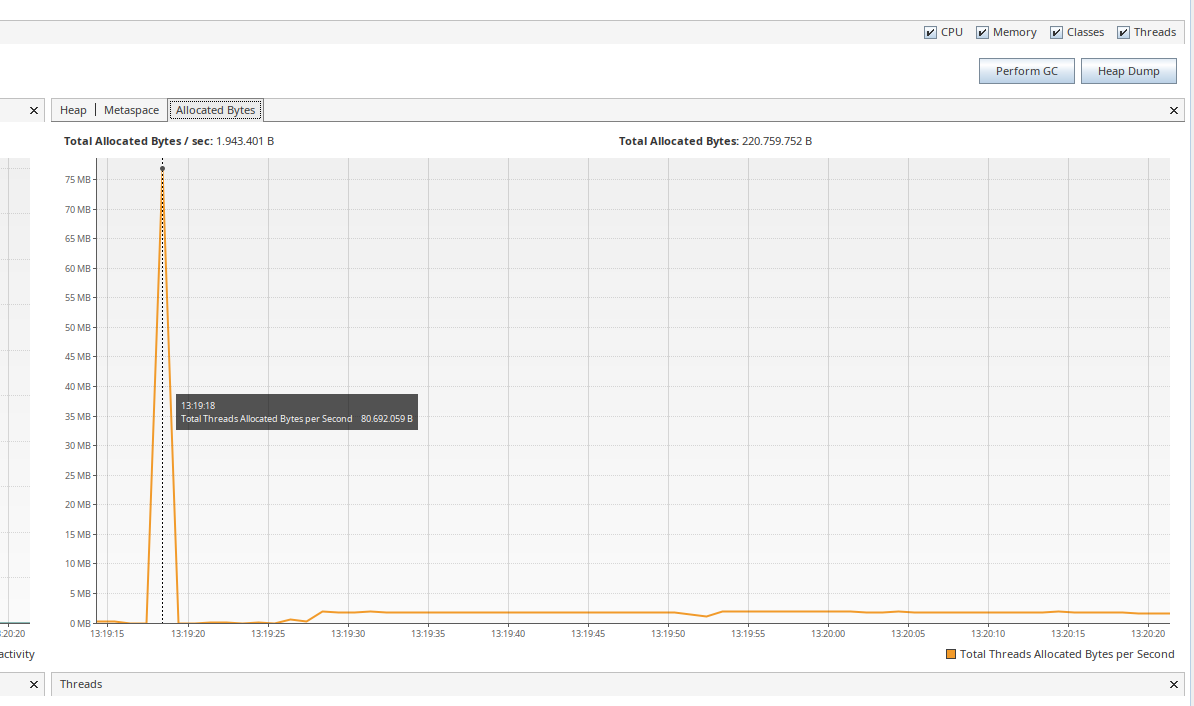 CPU Memory Classes Threads
Perform GC Heap Dump
Heap Metaspace Allocated Bytes
Total Allocated Bytes / sec: 1.943.401 B Total Allocated Bytes: 220.759.752 B
75 MB
70 MB
65 MB
60 MB
55 MB
50 MB
45 MB
40 MB
13:19:18
35 MB
Total Threads Allocated Bytes per Second 80.692.059 B
30 MB
25 MB
20 MB
15 MB
10 MB
5 MB
0 MB
:20:20 13:19:15 13:19:20 13:19:25 13:19:30 13:19:35 13:19:40 13:19:45 13:19:50 13:19:55 13:20:00 13:20:05 13:20:10 13:20:15 13:20:20
activity Total Threads Allocated Bytes per Second
Threads